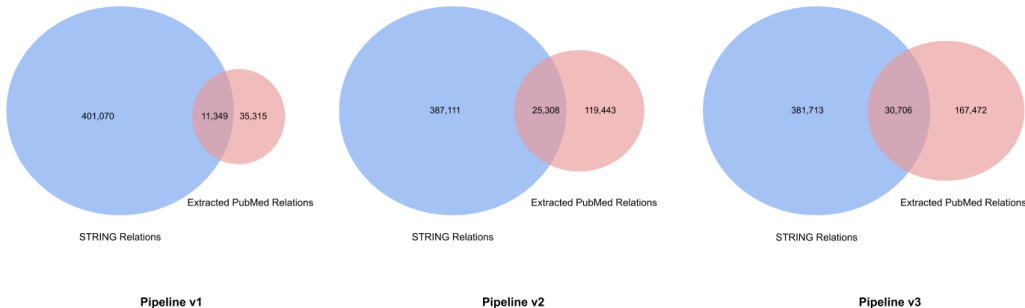 401,070 11,349 35,315
Extracted PubMed Relations
STRING Relations
Pipeline v1
387,111 25,308 119,443
Extracted PubMed Relations
STRING Relations
Pipeline v2
381,713 30,706 167,472
Extracted PubMed Relations
STRING Relations
Pipeline v3